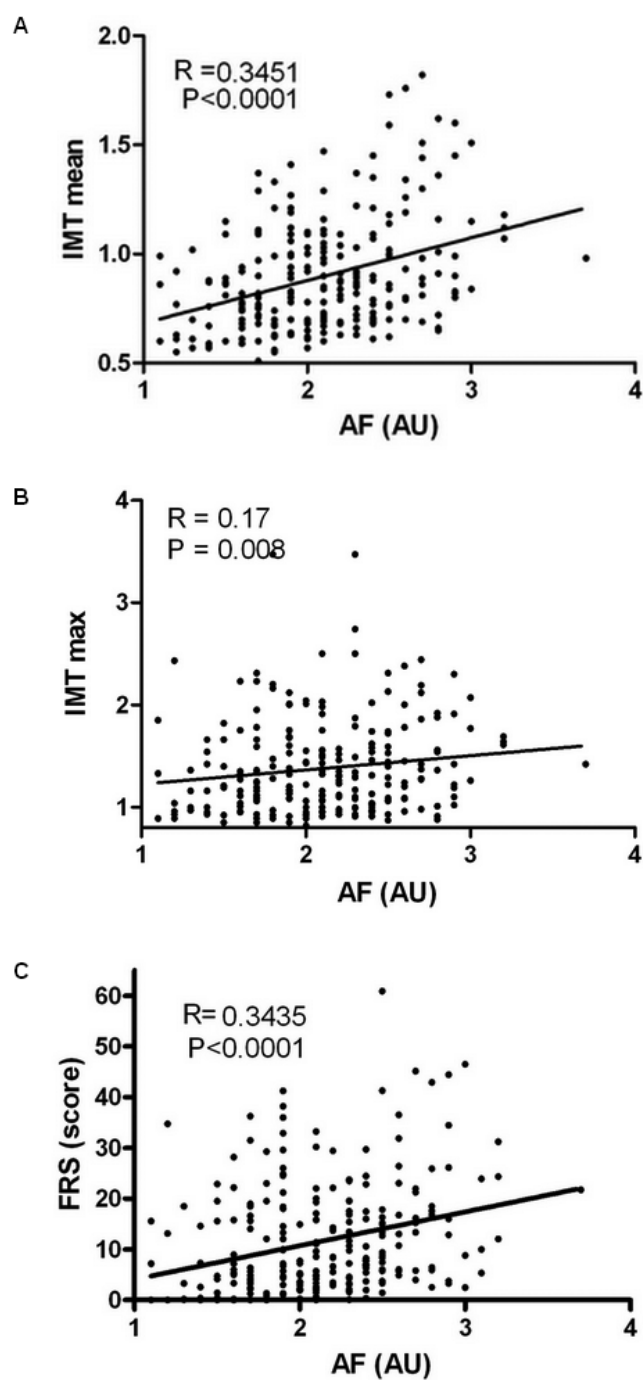 A
2.0
R =0.3451
P<0.0001
1.5
IMT mean
1.0
0.5
1 2 3 4
AF (AU)
B
4
R = 0.17
P = 0.008
3
IMT max
2
1
1 2 3 4
AF (AU)
C
60
R= 0.3435
50
P<0.0001
40
FRS (score)
30
20
10
0
1 2 3 4
AF (AU)